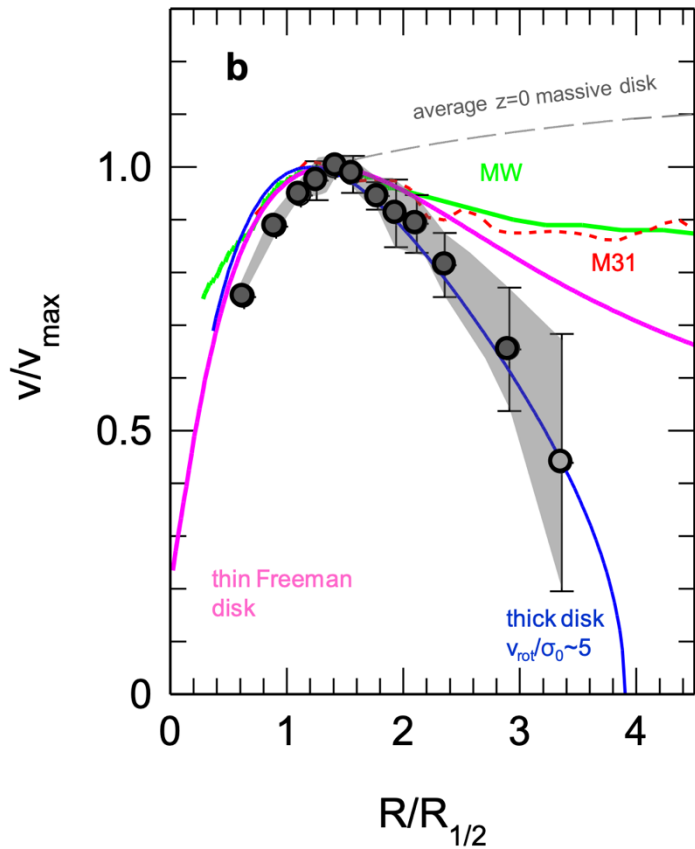 b
average z=0 massive disk
MW
M31
thin Freeman
disk
thick disk
v_rot/σ_0~5
v/v_max
1.0
0.5
0
0 1 2 3 4
R/R_1/2